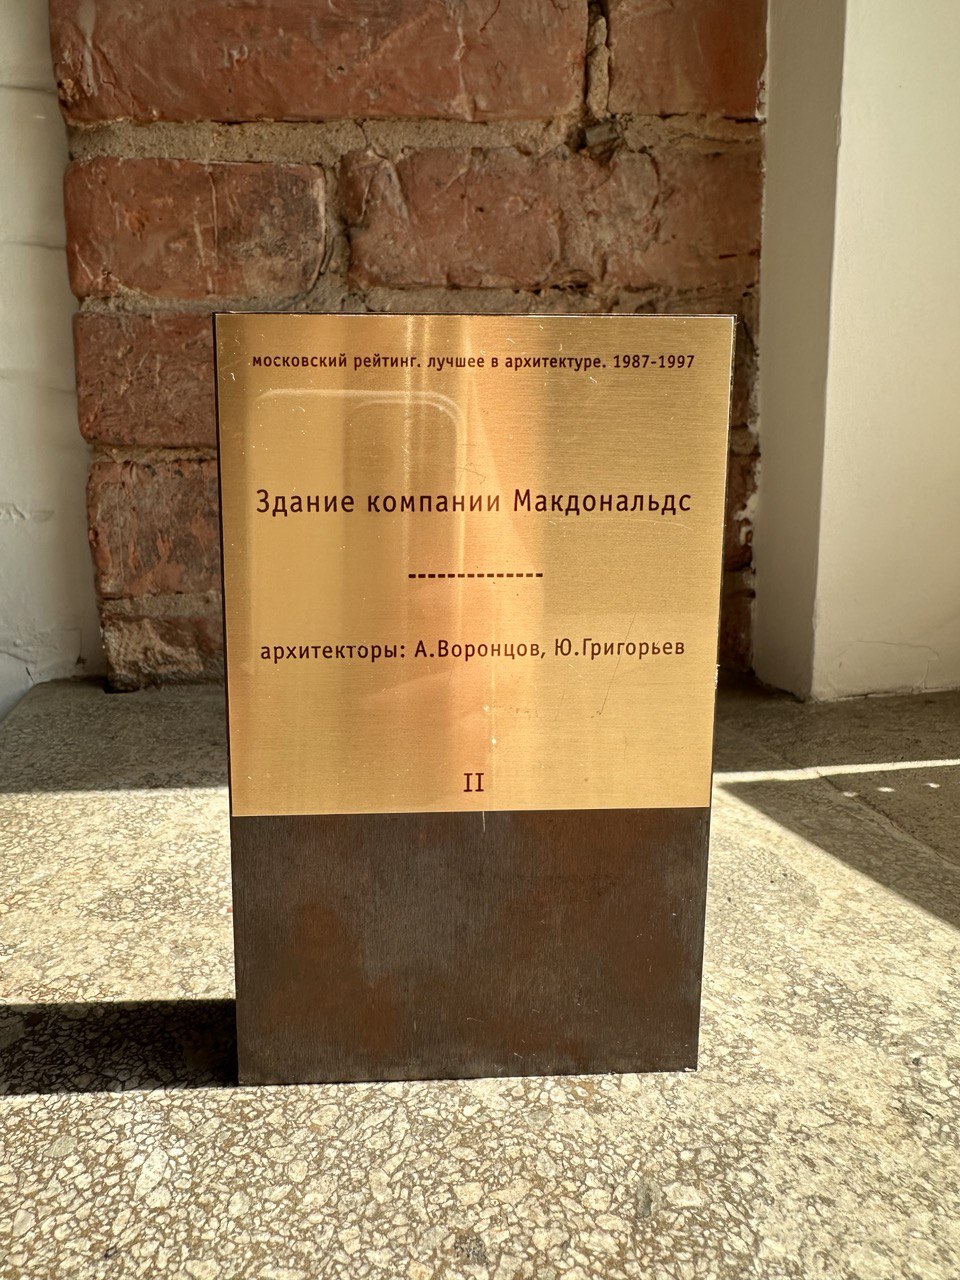 московский рейтинг. лучшее в архитектуре. 1987-1997
Здание компании Макдональдс
--------------
архитекторы: А.Воронцов, Ю.Григорьев
II